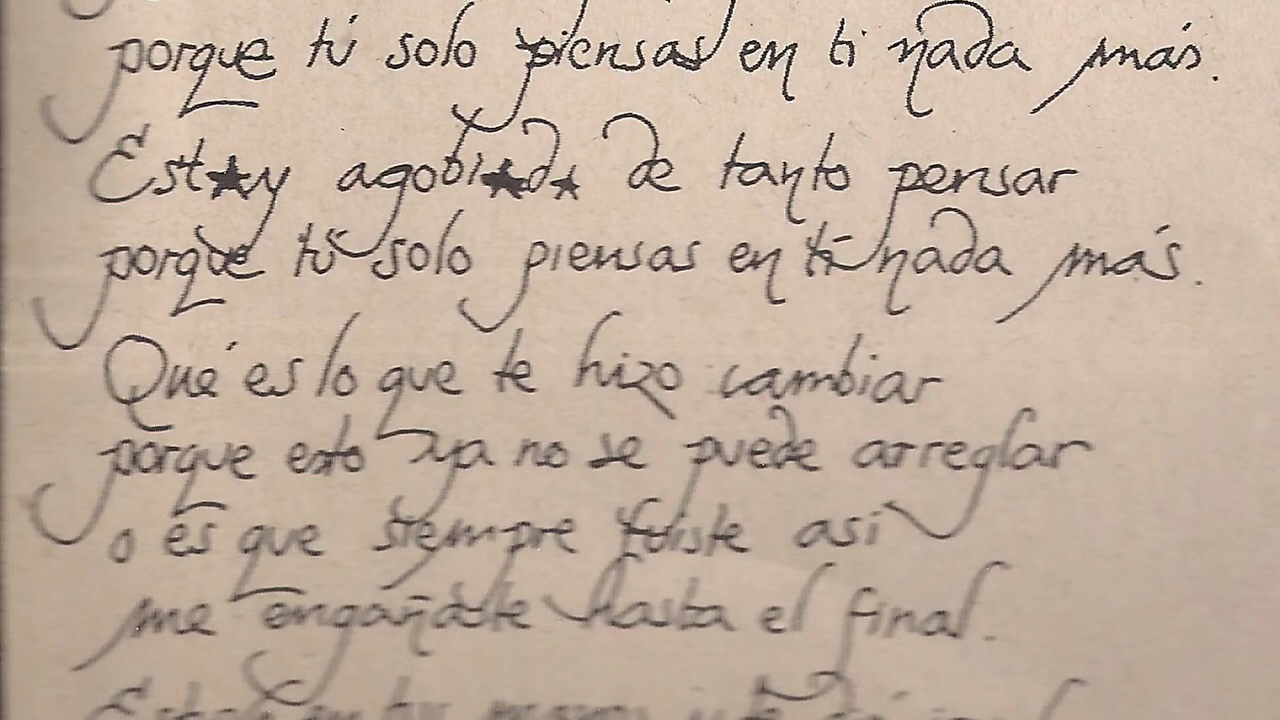 porque tú solo piensas en ti nada más.
Estoy agobiada de tanto pensar
porque tú solo piensas en ti nada más.
Qué es lo que te hizo cambiar
porque esto ya no se puede arreglar
o es que siempre fuiste así
me engañaste hasta el final.